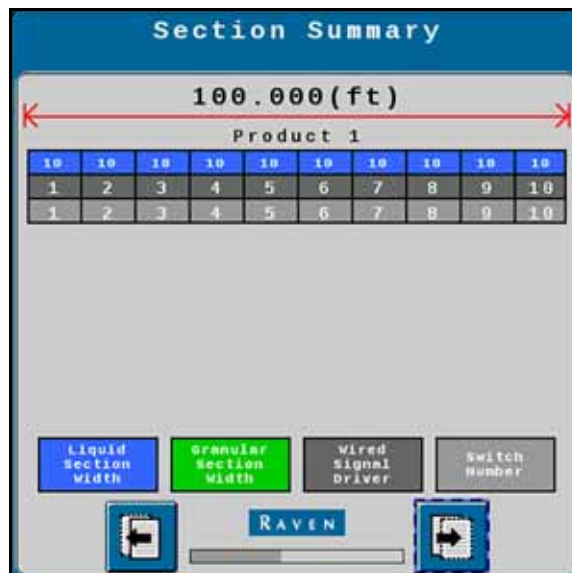 Section Summary
100.000(ft)
Product 1
10 10 10 10 10 10 10 10 10 10
1 2 3 4 5 6 7 8 9 10
1 2 3 4 5 6 7 8 9 10
Liquid
Section
Width
Granular
Section
Width
Wired
Signal
Driver
Switch
Number
RAVEN